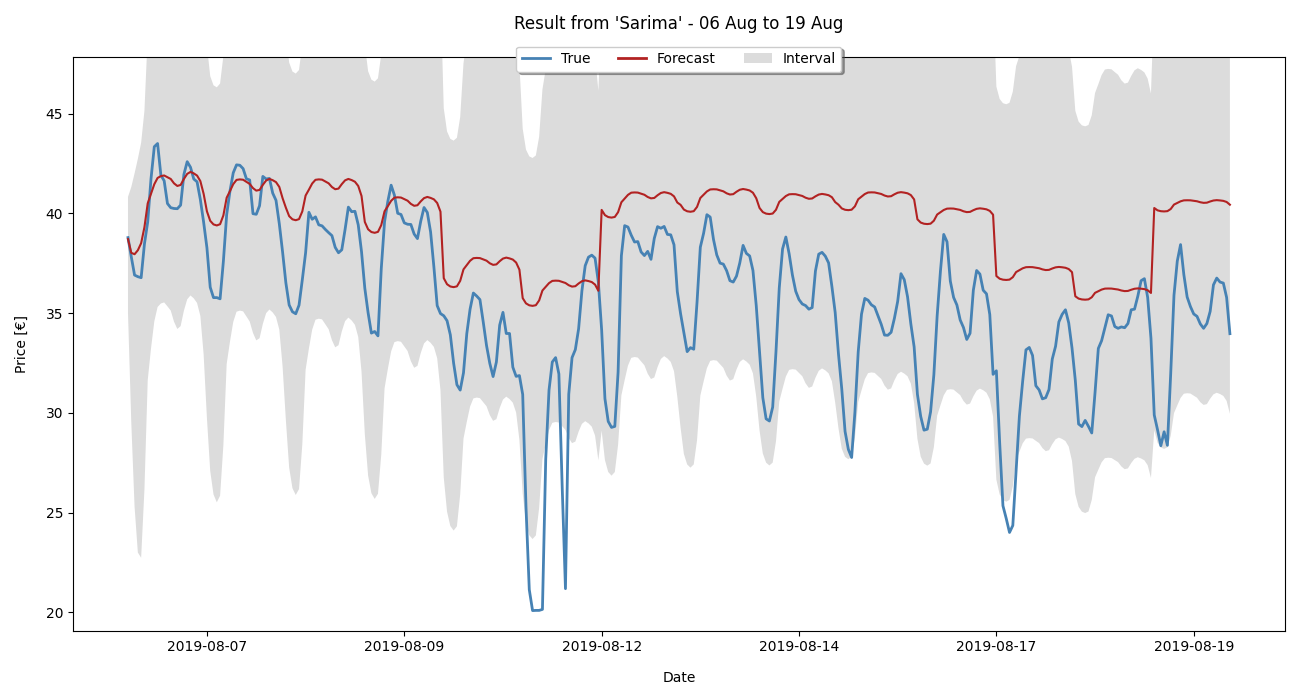 Result from 'Sarima' - 06 Aug to 19 Aug
True Forecast Interval
45
40
35
30
25
20
Price [€]
2019-08-07 2019-08-09 2019-08-12 2019-08-14 2019-08-17 2019-08-19
Date